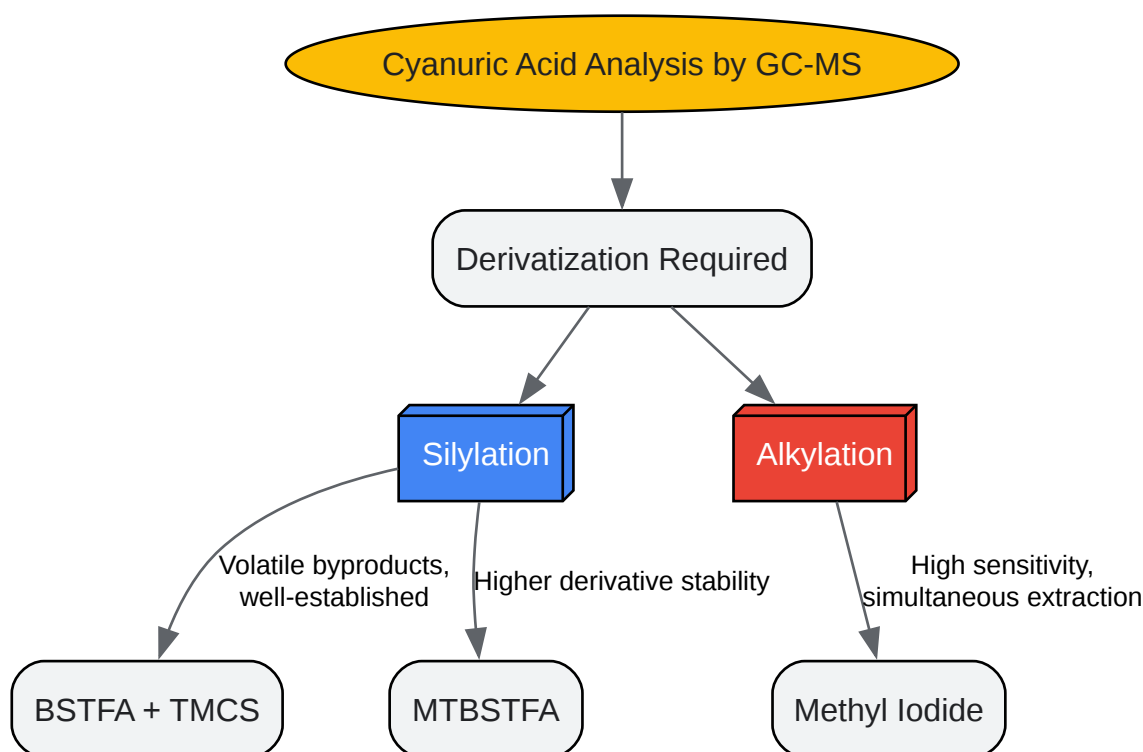 Cyanuric Acid Analysis by GC-MS
Derivatization Required
Silylation
Alkylation
Volatile byproducts,
well-established
Higher derivative stability
High sensitivity,
simultaneous extraction
BSTFA + TMCS
MTBSTFA
Methyl Iodide